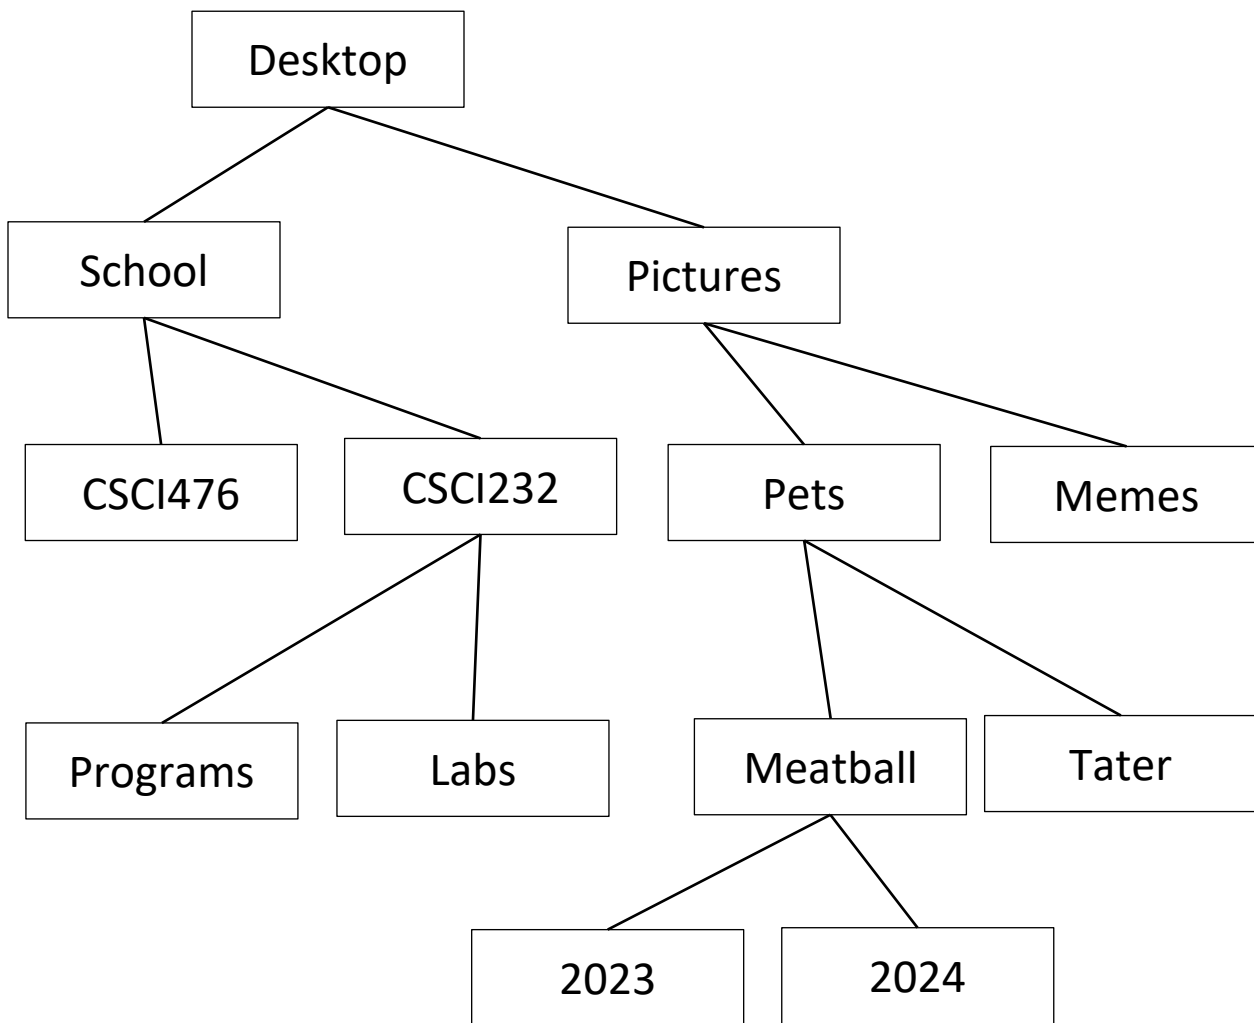 Desktop
School
Pictures
CSCI476
CSCI232
Pets
Memes
Programs
Labs
Meatball
Tater
2023
2024